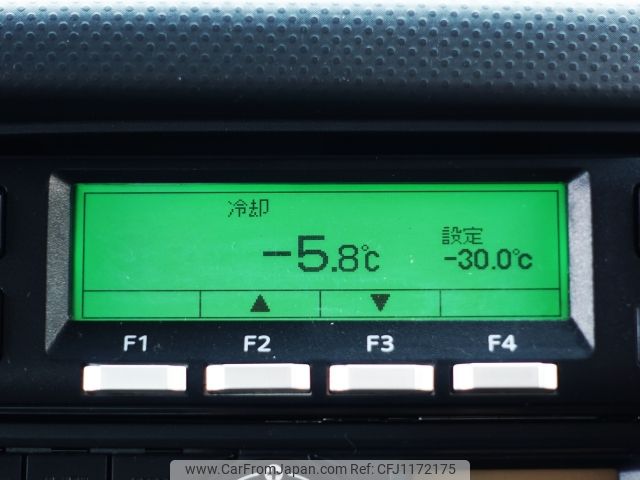 冷却
-5.8℃
設定
-30.0℃
▲ ▼
F1 F2 F3 F4
www.CarFromJapan.com Ref: CFJ1172175